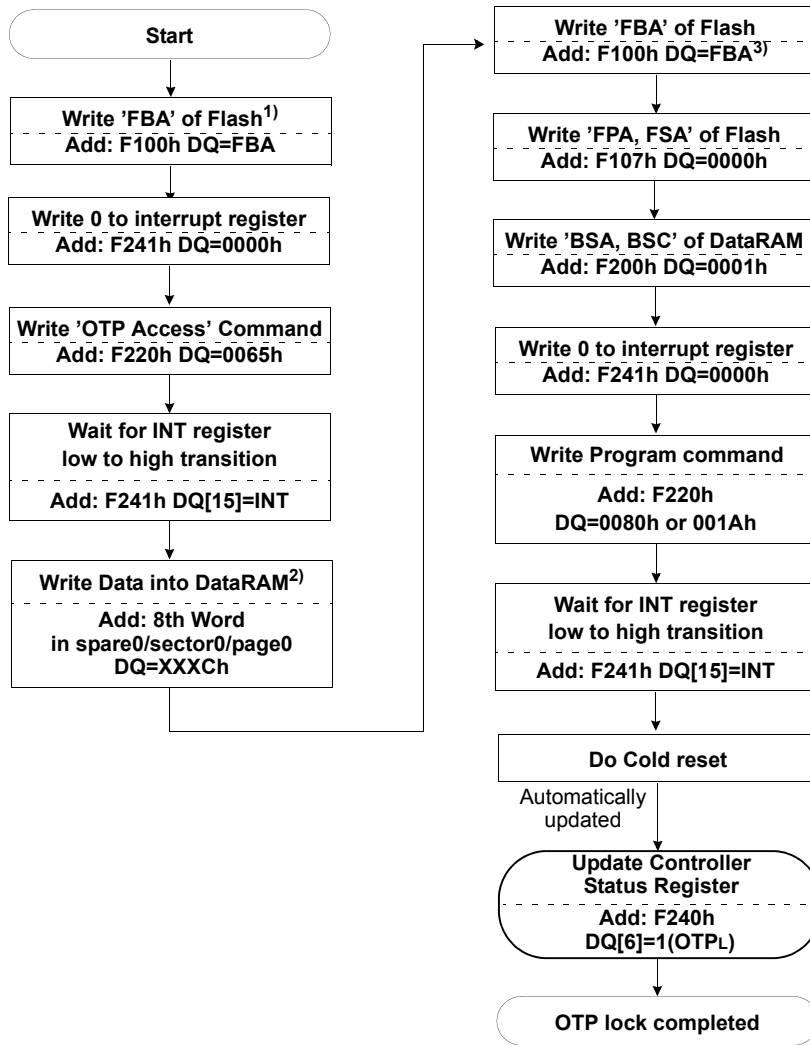 Start
Write ’FBA’ of Flash1)
Add: F100h DQ=FBA
Write 0 to interrupt register
Add: F241h DQ=0000h
Write ’OTP Access’ Command
Add: F220h DQ=0065h
Wait for INT register
low to high transition
Add: F241h DQ[15]=INT
Write Data into DataRAM2)
Add: 8th Word
in spare0/sector0/page0
DQ=XXXCh
Write ’FBA’ of Flash
Add: F100h DQ=FBA3)
Write ’FPA, FSA’ of Flash
Add: F107h DQ=0000h
Write ’BSA, BSC’ of DataRAM
Add: F200h DQ=0001h
Write 0 to interrupt register
Add: F241h DQ=0000h
Write Program command
Add: F220h
DQ=0080h or 001Ah
Wait for INT register
low to high transition
Add: F241h DQ[15]=INT
Do Cold reset
Automatically
updated
Update Controller
Status Register
Add: F240h
DQ[6]=1(OTPL)
OTP lock completed